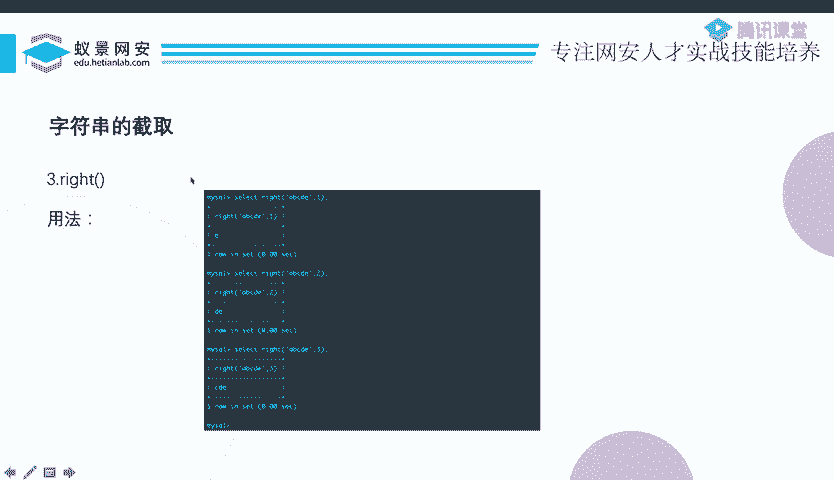 蚁景网安
edu.hetianlab.com
腾讯课堂
专注网安人才实战技能培养
字符串的截取
3.right()
用法：
mysql> select right('abcde',1);
| right('abcde',1) |
| e |
1 row in set (0.00 sec)
mysql> select right('abcde',2);
| right('abcde',2) |
| de |
1 row in set (0.00 sec)
mysql> select right('abcde',3);
| right('abcde',3) |
| cde |
1 row in set (0.00 sec)
mysql>